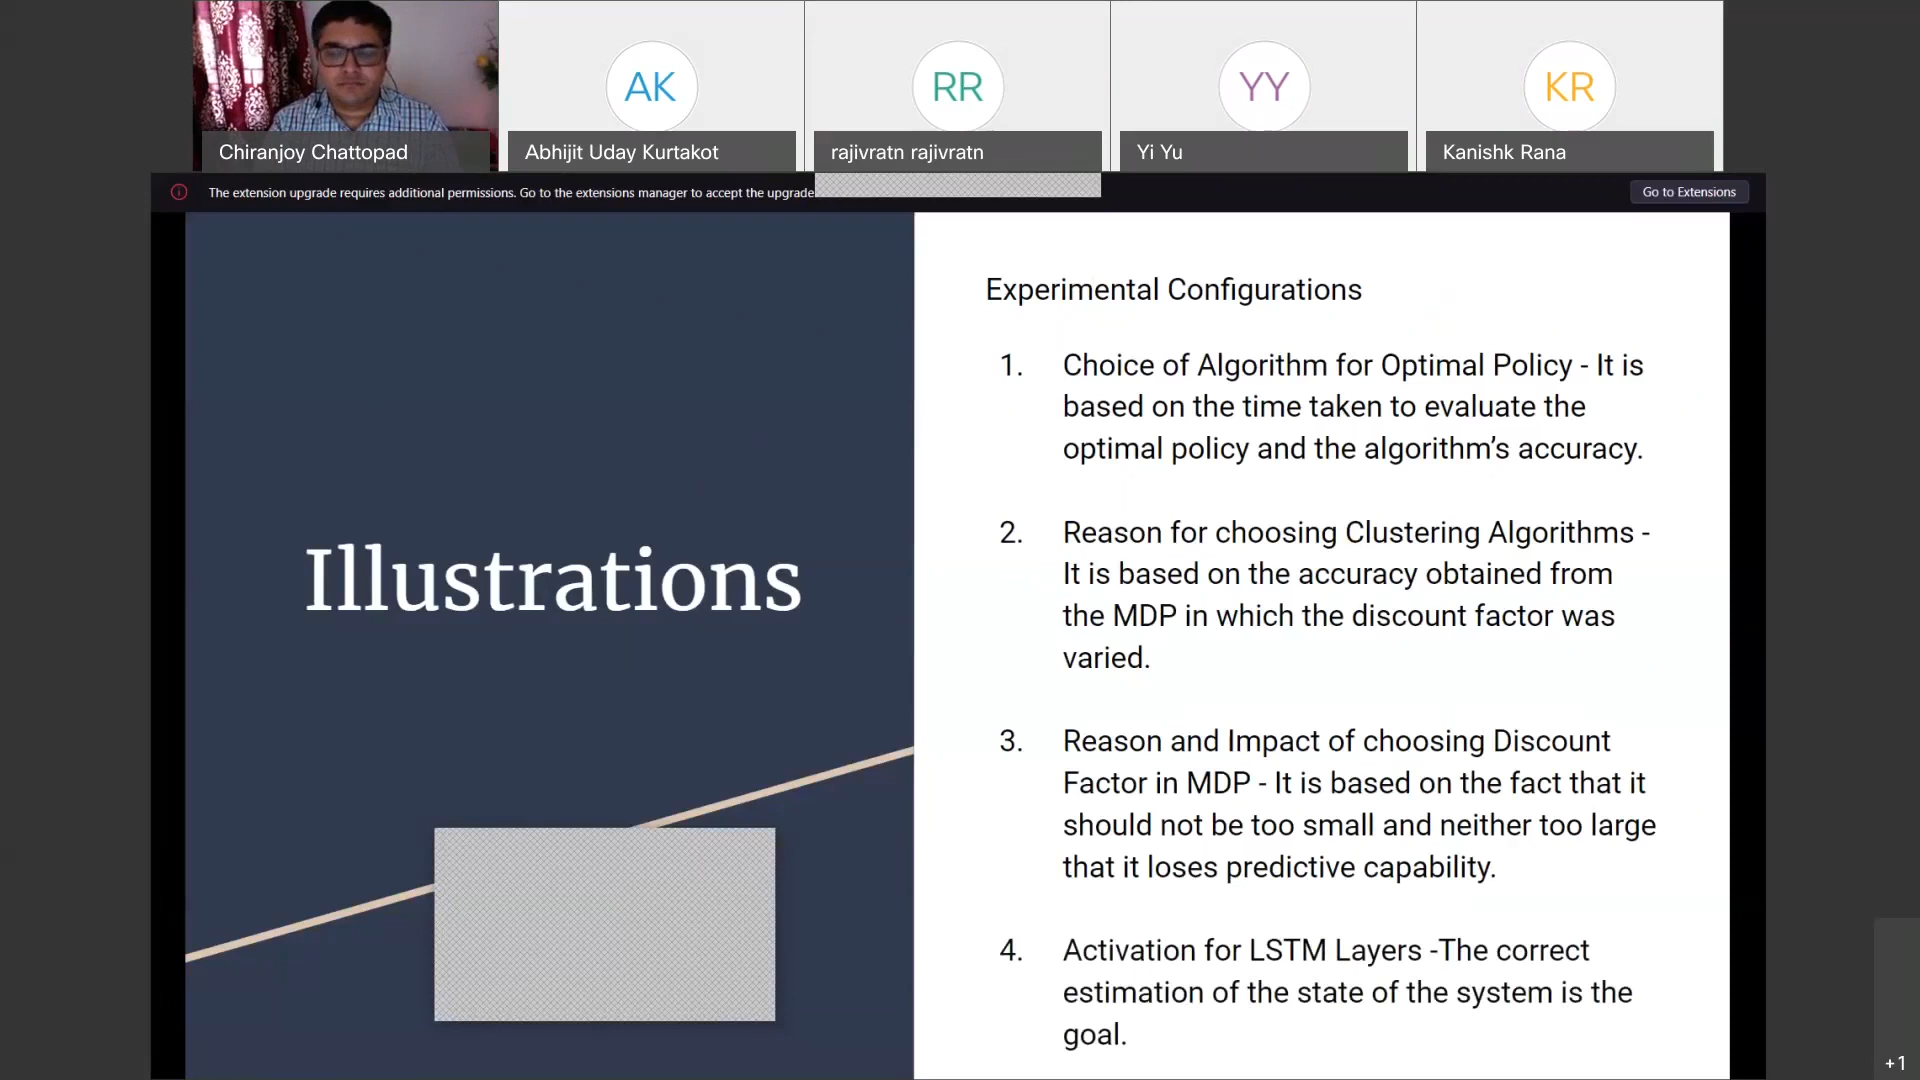 AK
RR
YY
KR
Chiranjoy Chattopad
Abhijit Uday Kurtakot
rajivratn rajivratn
Yi Yu
Kanishk Rana
The extension upgrade requires additional permissions. Go to the extensions manager to accept the upgrade
Go to Extensions
Illustrations
Experimental Configurations
1. Choice of Algorithm for Optimal Policy - It is
based on the time taken to evaluate the
optimal policy and the algorithm’s accuracy.
2. Reason for choosing Clustering Algorithms -
It is based on the accuracy obtained from
the MDP in which the discount factor was
varied.
3. Reason and Impact of choosing Discount
Factor in MDP - It is based on the fact that it
should not be too small and neither too large
that it loses predictive capability.
4. Activation for LSTM Layers -The correct
estimation of the state of the system is the
goal.
+1